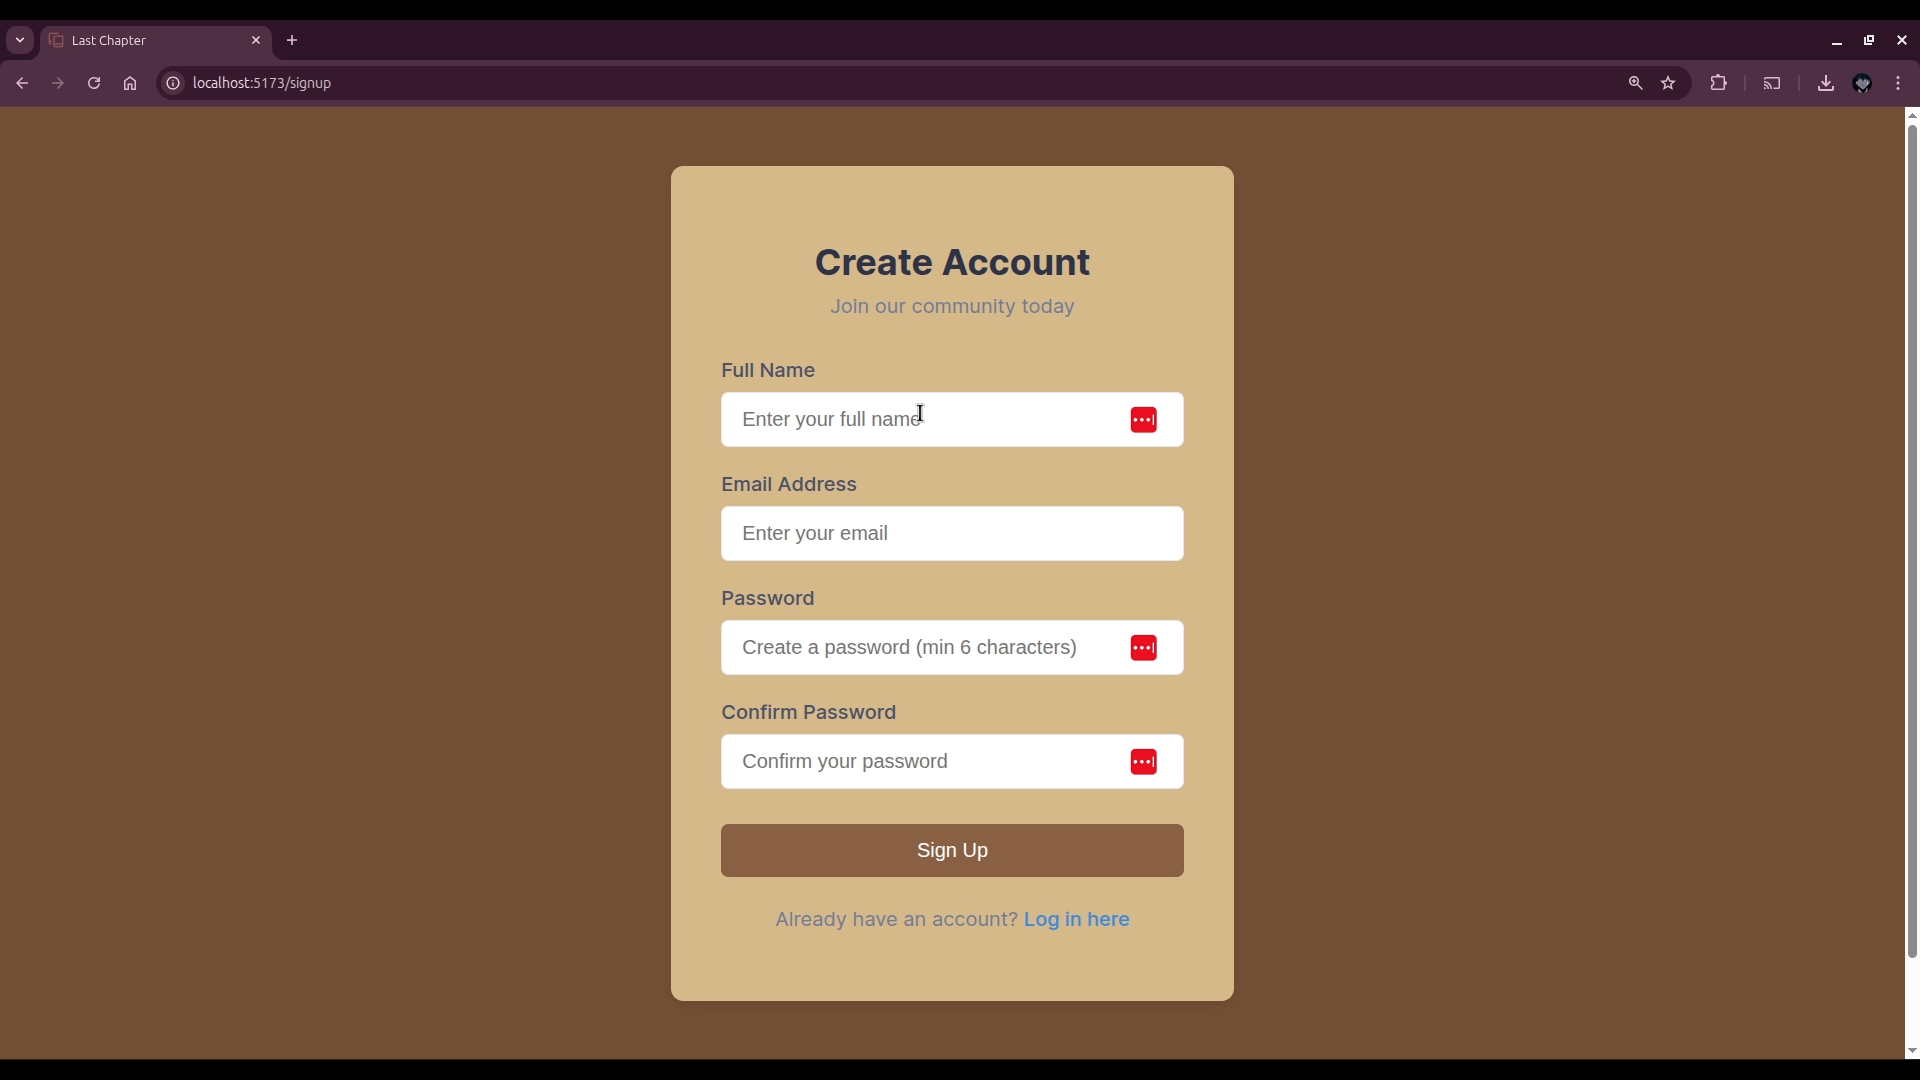 Last Chapter
localhost:5173/signup
Create Account
Join our community today
Full Name
Enter your full name
Email Address
Enter your email
Password
Create a password (min 6 characters)
Confirm Password
Confirm your password
Sign Up
Already have an account? Log in here